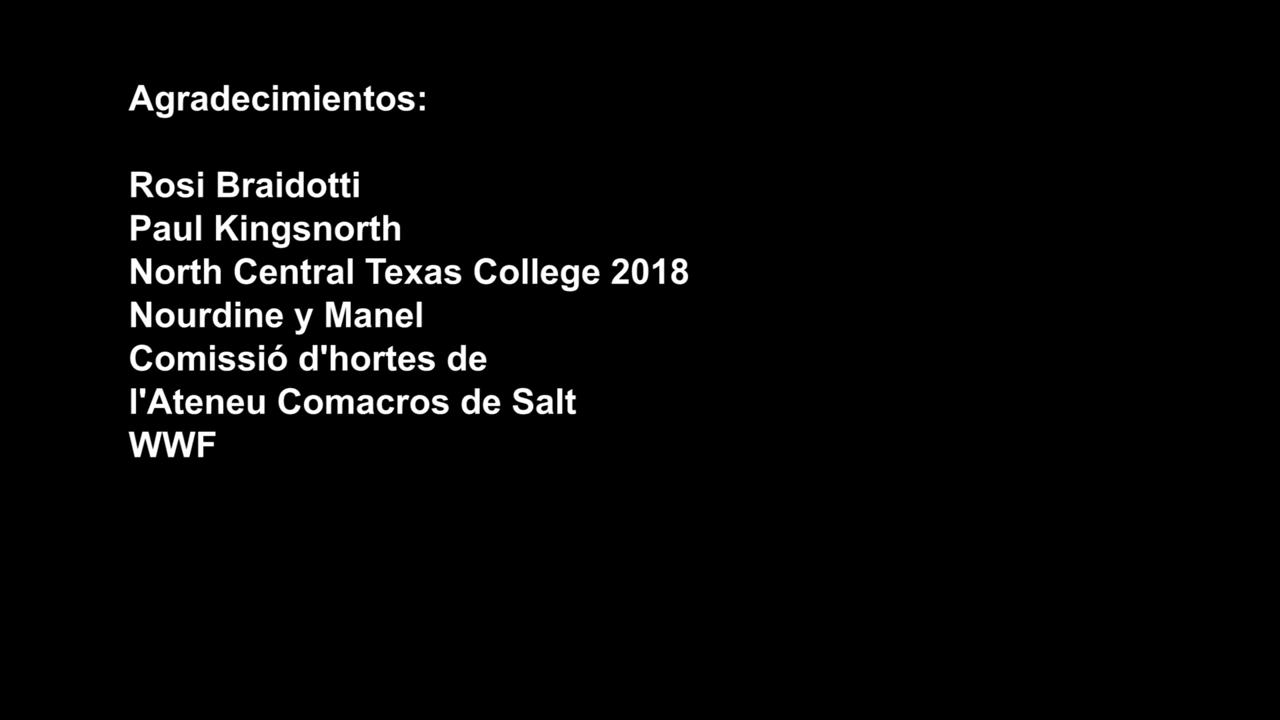 Agradecimientos:
Rosi Braidotti
Paul Kingsnorth
North Central Texas College 2018
Nourdine y Manel
Comissió d'hortes de
l'Ateneu Comacros de Salt
WWF